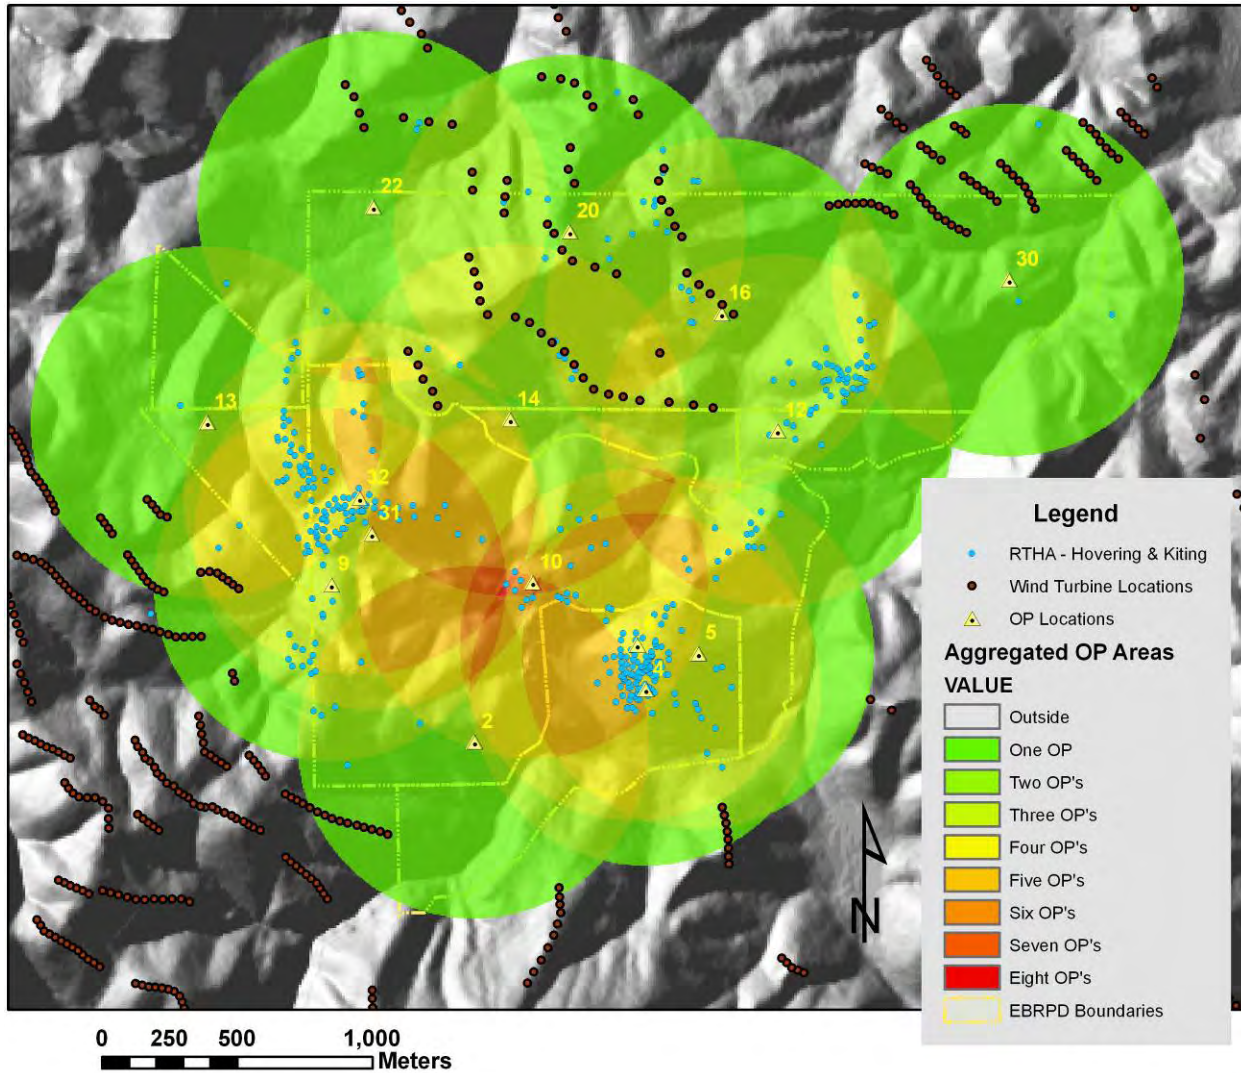 22
20
30
16
13
14
12
32
31
9
10
5
4
2
N
Legend
RTHA - Hovering & Kiting
Wind Turbine Locations
OP Locations
Aggregated OP Areas
VALUE
Outside
One OP
Two OP's
Three OP's
Four OP's
Five OP's
Six OP's
Seven OP's
Eight OP's
EBRPD Boundaries
0 250 500 1,000
Meters